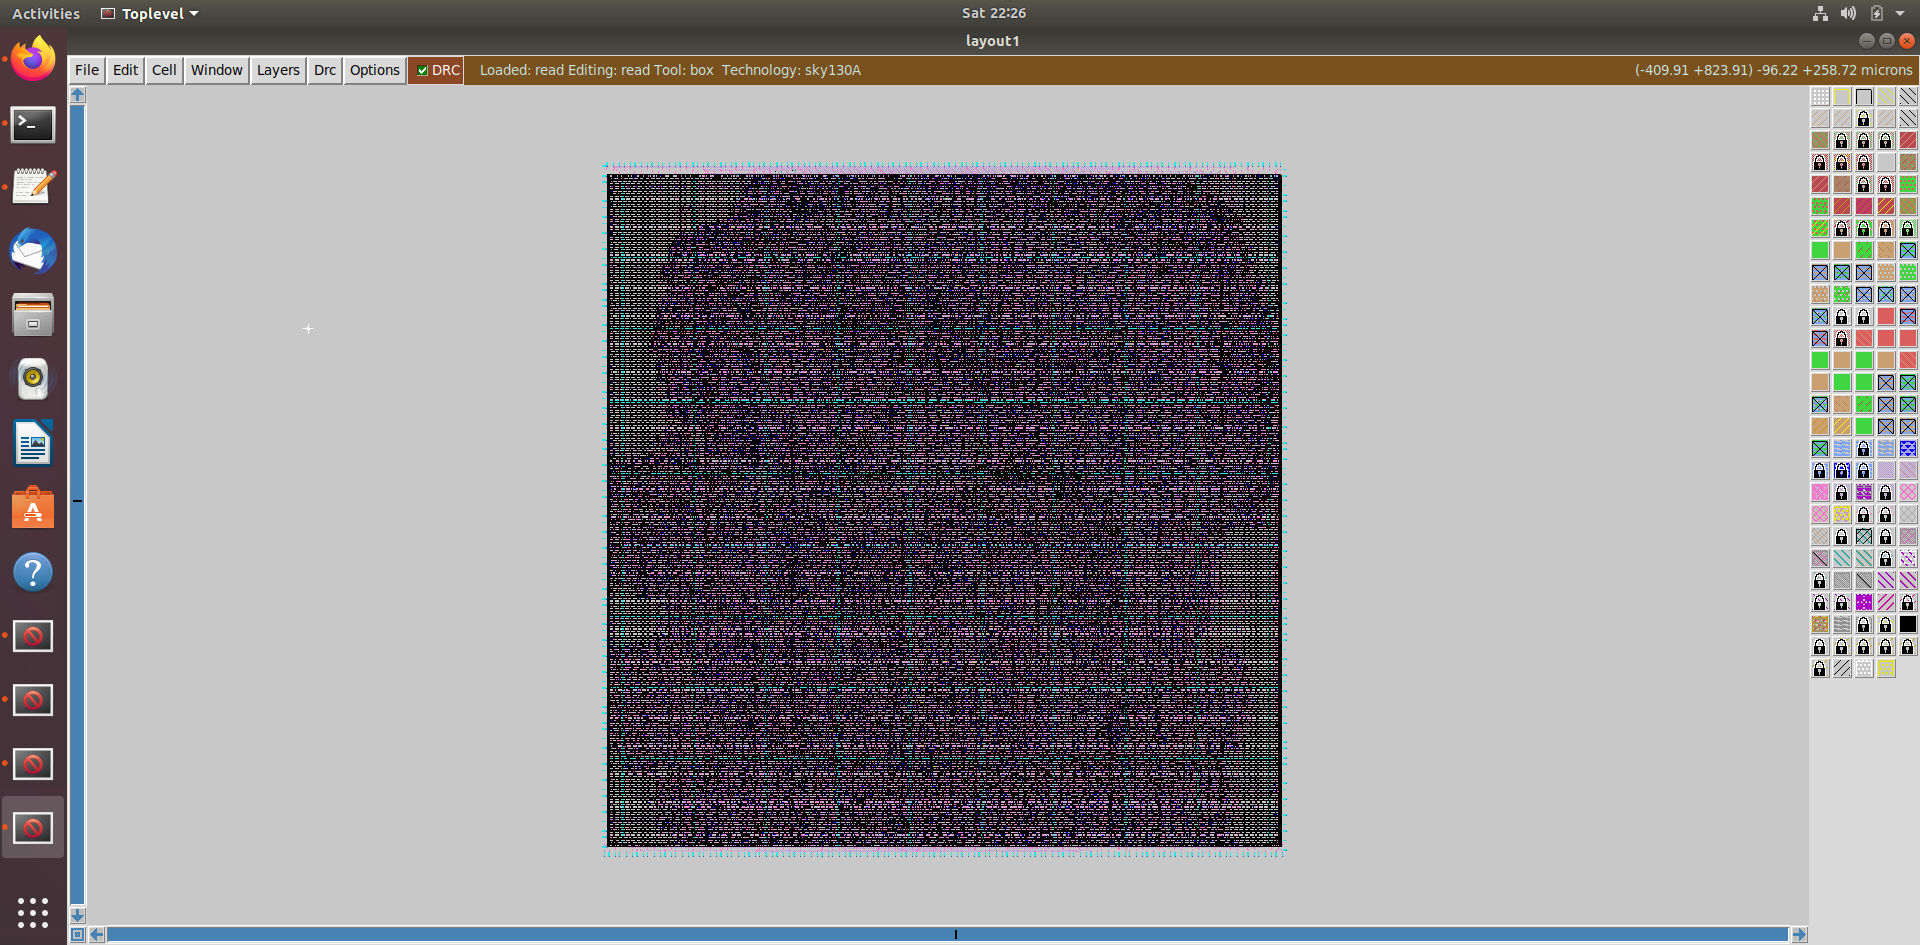 Activities Toplevel Sat 22:26
layout1
File Edit Cell Window Layers Drc Options DRC Loaded: read Editing: read Tool: box Technology: sky130A (-409.91 +823.91) -96.22 +258.72 microns